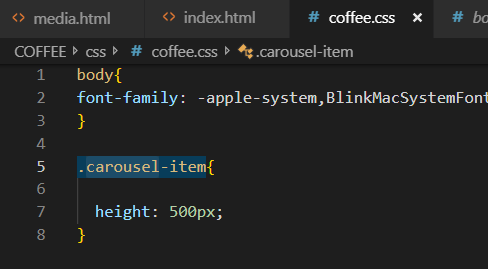 media.html index.html coffee.css
COFFEE > css > # coffee.css > .carousel-item
1 body{
2 font-family: -apple-system,BlinkMacSystemFont
3 }
4
5 .carousel-item{
6
7 height: 500px;
8 }